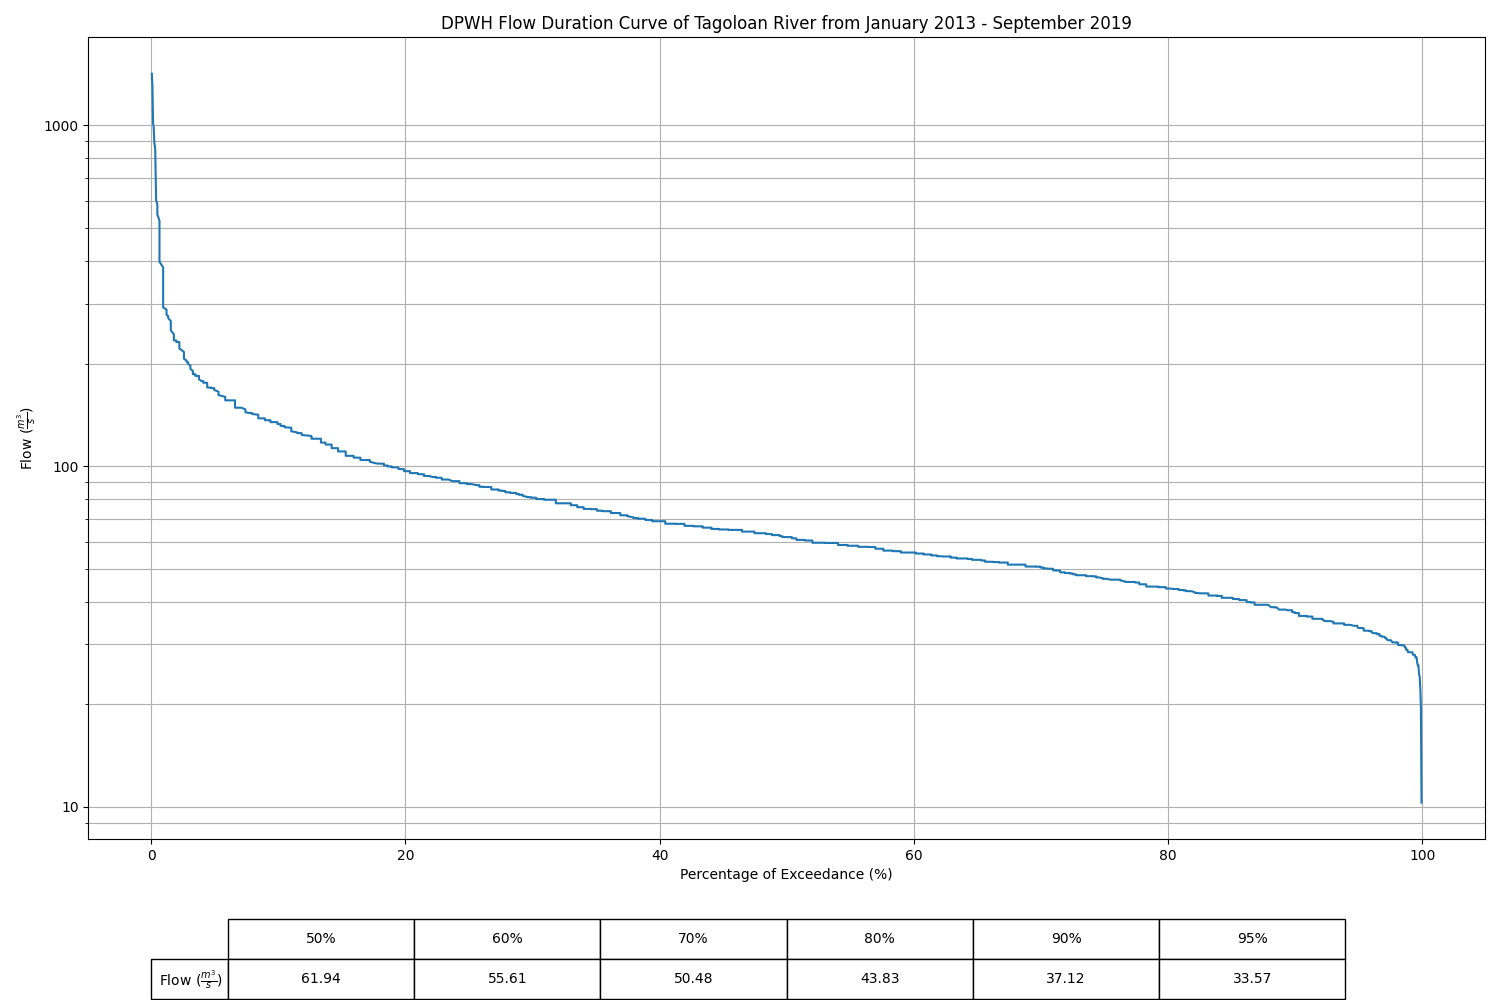 DPWH Flow Duration Curve of Tagoloan River from January 2013 - September 2019
1000
100
10
Flow (m³/s)
0 20 40 60 80 100
Percentage of Exceedance (%)
50% 60% 70% 80% 90% 95%
Flow (m³/s) 61.94 55.61 50.48 43.83 37.12 33.57